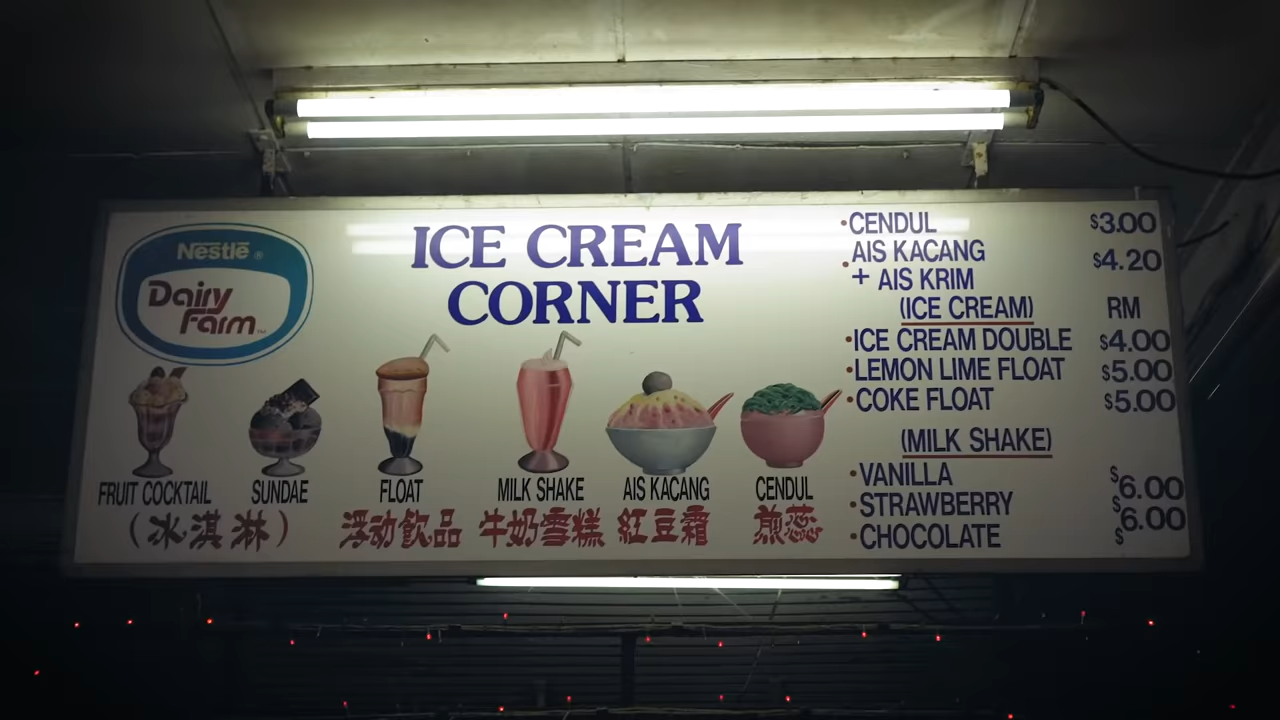 Nestlé ®
Dairy
Farm
ICE CREAM
CORNER
FRUIT COCKTAIL
SUNDAE
FLOAT
MILK SHAKE
AIS KACANG
CENDUL
(冰淇淋)
浮动飲品
牛奶雪糕
紅豆霜
煎蕊
·CENDUL $3.00
·AIS KACANG $4.20
+ AIS KRIM
(ICE CREAM) RM
·ICE CREAM DOUBLE $4.00
·LEMON LIME FLOAT $5.00
·COKE FLOAT $5.00
(MILK SHAKE)
·VANILLA $6.00
·STRAWBERRY $6.00
·CHOCOLATE $